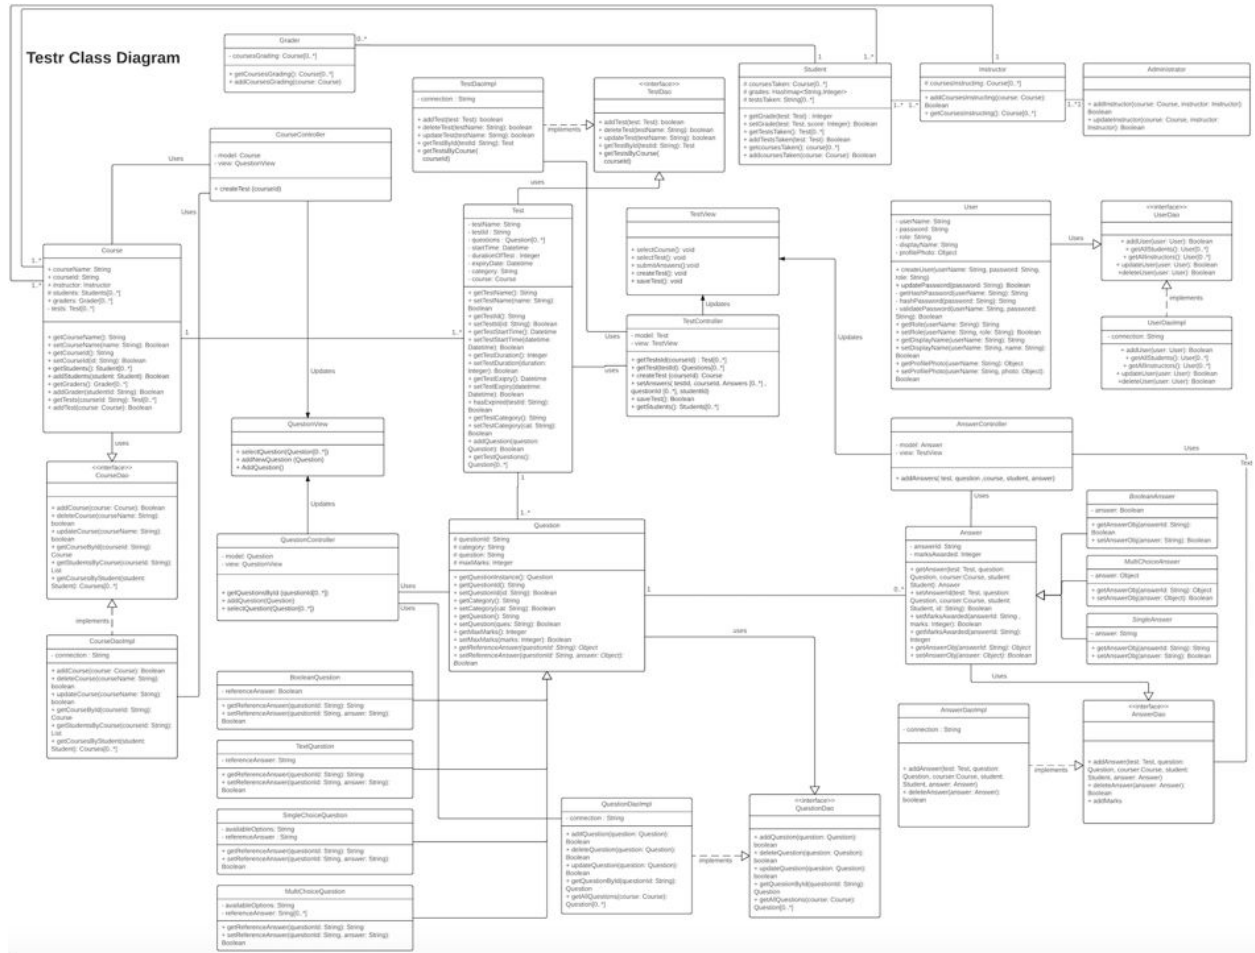 Testr Class Diagram
Grader
- coursesGrading: Course[0..*]
+ getCoursesGrading(): Course[0..*]
+ addCoursesGrading(course: Course)
0..*
1
1..*
1
TestDaoImpl
- connection : String
+ addTest(test: Test): boolean
+ deleteTest(testName: String): boolean
+ updateTest(testName: String): boolean
+ getTestById(testId: String): Test
+ getTestsByCourse(
courseId)
implements
<<interface>>
TestDao
+ addTest(test: Test): boolean
+ deleteTest(testName: String): boolean
+ updateTest(testName: String): boolean
+ getTestById(testId: String): Test
+ getTestsByCourse(
courseId)
Student
# coursesTaken: Course[0..*]
# grades: HashMap<String,Integer>
# testsTaken: String[0..*]
+ getGrade(test: Test) : Integer
+ setGrade(test: Test, score: Integer): Boolean
+ getTestsTaken(): Test[0..*]
+ addTestsTaken(test: Test): Boolean
+ getcoursesTaken(): course[0..*]
+ addcoursesTaken(course: Course): Boolean
1..*
1..*
Instructor
# coursesInstructing: Course[0..*]
+ addCoursesInstructing(course: Course):
Boolean
+ getCoursesInstructing(): Course[0..*]
1..*
Administrator
+ addInstructor(course: Course, instructor: Instructor):
Boolean
+ updateInstructor(course: Course, instructor:
Instructor): Boolean
CourseController
- model: Course
- view: QuestionView
+ createTest (courseId)
Uses
Uses
Updates
uses
Course
+ courseName: String
+ courseId: String
+ instructor: Instructor
# students: Students[0..*]
+ graders: Grader[0..*]
- tests: Test[0..*]
+ getCourseName(): String
+ setCourseName(name: String): Boolean
+ getCourseId(): String
+ setCourseId(id: String): Boolean
+ getStudents(): Student[0..*]
+ addStudents(student: Student): Boolean
+ getGraders(): Grader[0..*]
+ addGrader(studentId: String): Boolean
+ getTests(courseId: String): Test[0..*]
+ addTest(course: Course): Boolean
1..*
1..*
1
1..*
Test
- testName: String
- testId : String
- questions : Question[0..*]
- startTime: Datetime
- durationOfTest : Integer
- expiryDate: Datetime
- category: String
- course: Course
+ getTestName(): String
+ setTestName(name: String):
Boolean
+ getTestId(): String
+ setTestId(id: String): Boolean
+ getTestStartTime(): Datetime
+ setTestStartTime(datetime:
Datetime): Boolean
+ getTestDuration(): Integer
+ setTestDuration(duration:
Integer): Boolean
+ getTestExpiry(): Datetime
+ setTestExpiry(datetime:
Datetime): Boolean
+ hasExpired(testId: String):
Boolean
+ getTestCategory(): String
+ setTestCategory(cat: String):
Boolean
+ addQuestion(question:
Question): Boolean
+ getTestQuestions():
Question[0..*]
TestView
+ selectCourse(): void
+ selectTest(): void
+ submitAnswers():void
+ createTest(): void
+ saveTest(): void
Updates
Uses
uses
TestController
- model: Test
- view: TestView
+ getTestsId(courseId) : Test[0..*]
+ getTest(testId): Questions[0..*]
+ createTest (courseId): Course
+ setAnswers( testId, courseId, Answers [0..*] ,
questionId [0..*], studentId)
+ saveTest(): Boolean
+ getStudents(): Students[0..*]
Updates
User
- userName: String
- password: String
- role: String
- displayName: String
- profilePhoto: Object
+ createUser(userName: String, password: String,
role: String)
+ updatePassword(password: String): Boolean
- getHashPassword(userName: String): String
- hashPassword(password: String): String
- validatePassword(userName: String, password:
String): Boolean
+ getRole(userName: String): String
+ setRole(userName: String, role: String): Boolean
+ getDisplayName(userName: String): String
+ setDisplayName(userName: String, name: String):
Boolean
+ getProfilePhoto(userName: String): Object
+ setProfilePhoto(userName: String, photo: Object):
Boolean
Uses
<<interface>>
UserDao
+ addUser(user: User): Boolean
+ getAllStudents(): User[0..*]
+ getAllInstructors(): User[0..*]
+ updateUser(user: User): Boolean
+deleteUser(user: User): Boolean
implements
UserDaoImpl
- connection: String
+ addUser(user: User): Boolean
+ getAllStudents(): User[0..*]
+ getAllInstructors(): User[0..*]
+ updateUser(user: User): Boolean
+deleteUser(user: User): Boolean
QuestionView
+ selectQuestion(Question[0..*])
+ addNewQuestion (Question)
+ AddQuestion()
Updates
uses
<<interface>>
CourseDao
+ addCourse(course: Course): Boolean
+ deleteCourse(courseName: String):
boolean
+ updateCourse(courseName: String):
boolean
+ getCourseById(courseId: String):
Course
+ getStudentsByCourse(courseId: String):
List
+ getCoursesByStudent(student:
Student): Courses[0..*]
implements
CourseDaoImpl
- connection : String
+ addCourse(course: Course): Boolean
+ deleteCourse(courseName: String):
boolean
+ updateCourse(courseName: String):
boolean
+ getCourseById(courseId: String):
Course
+ getStudentsByCourse(courseId: String):
List
+ getCoursesByStudent(student:
Student): Courses[0..*]
QuestionController
- model: Question
- view: QuestionView
+ getQuestionsById (questionId[0..*])
+ addQuestion(Question)
+ selectQuestion(Question[0..*])
Uses
Uses
1
1..*
Question
# questionId: String
# category: String
# question: String
# maxMarks: Integer
+ getQuestionInstance(): Question
+ getQuestionId(): String
+ setQuestionId(id: String): Boolean
+ getCategory(): String
+ setCategory(cat: String): Boolean
+ getQuestion(): String
+ setQuestion(ques: String): Boolean
+ getMaxMarks(): Integer
+ setMaxMarks(marks: Integer): Boolean
+ getReferenceAnswer(questionId: String): Object
+ setReferenceAnswer(questionId: String, answer: Object):
Boolean
1
0..*
uses
AnswerController
- model: Answer
- view: TestView
+ addAnswers( test, question ,course, student, answer)
Uses
Text
Uses
Answer
- answerId: String
- marksAwarded: Integer
+ getAnswer(test: Test, question:
Question, courser:Course, student:
Student): Answer
+ setAnswerId(test: Test, question:
Question, courser:Course, student:
Student, id: String): Boolean
+ setMarksAwarded(answerId: String ,
marks: Integer): Boolean
+ getMarksAwarded(answerId: String):
Integer
+ getAnswerObj(answerId: String): Object
+ setAnswerObj(answer: Object): Boolean
BooleanAnswer
- answer: Boolean
+ getAnswerObj(answerId: String):
Boolean
+ setAnswerObj(answer: String): Boolean
MultiChoiceAnswer
- answer: Object
+ getAnswerObj(answerId: String): Object
+ setAnswerObj(answer: Object): Boolean
SingleAnswer
- answer: String
+ getAnswerObj(answerId: String): String
+ setAnswerObj(answer: String): Boolean
Uses
BooleanQuestion
- referenceAnswer: Boolean
+ getReferenceAnswer(questionId: String): String
+ setReferenceAnswer(questionId: String, answer: String):
Boolean
TextQuestion
- referenceAnswer: String
+ getReferenceAnswer(questionId: String): String
+ setReferenceAnswer(questionId: String, answer: String):
Boolean
SingleChoiceQuestion
- availableOptions: String
- referenceAnswer : String
+ getReferenceAnswer(questionId: String): String
+ setReferenceAnswer(questionId: String, answer: String):
Boolean
MultiChoiceQuestion
- availableOptions: String
- referenceAnswer: String[0..*]
+ getReferenceAnswer(questionId: String): String
+ setReferenceAnswer(questionId: String, answer: String):
Boolean
QuestionDaoImpl
- connection : String
+ addQuestion(question: Question):
Boolean
+ deleteQuestion(question: Question):
Boolean
+ updateQuestion(question: Question):
Boolean
+ getQuestionById(questionId: String):
Question
+ getAllQuestions(course: Course):
Question[0..*]
implements
<<interface>>
QuestionDao
+ addQuestion(question: Question):
boolean
+ deleteQuestion(question: Question):
boolean
+ updateQuestion(question: Question):
boolean
+ getQuestionById(questionId: String):
Question
+ getAllQuestions(course: Course):
Question[0..*]
AnswerDaoImpl
- connection : String
+ addAnswer(test: Test, question:
Question, courser:Course, student:
Student, answer: Answer)
+ deleteAnswer(answer: Answer):
boolean
implements
<<interface>>
AnswerDao
+ addAnswer(test: Test, question:
Question, courser:Course, student:
Student, answer: Answer)
+ deleteAnswer(answer: Answer):
Boolean
+ addMarks